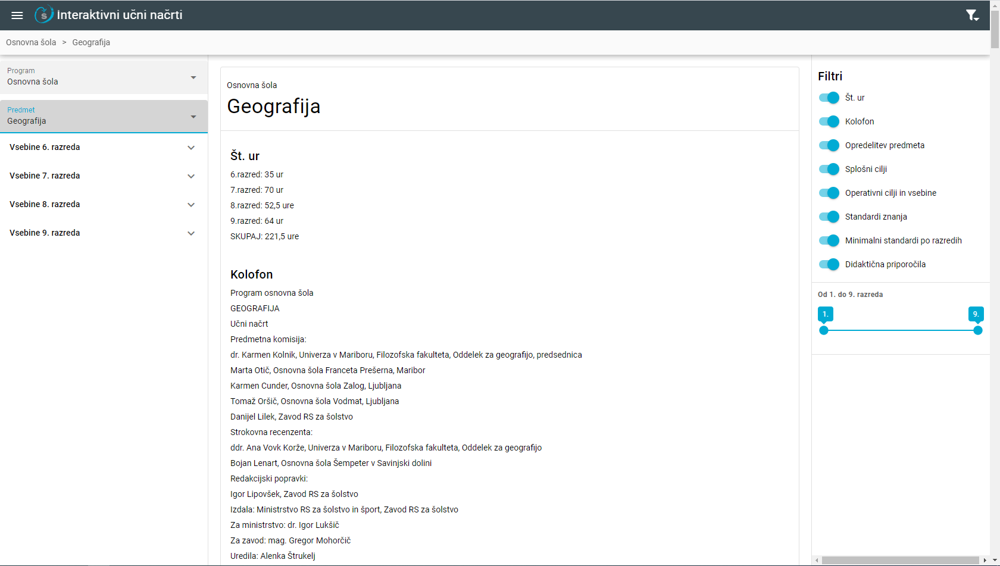 Interaktivni učni načrti
Osnovna šola > Geografija
Program
Osnovna šola
Predmet
Geografija
Vsebine 6. razreda
Vsebine 7. razreda
Vsebine 8. razreda
Vsebine 9. razreda
Osnovna šola
Geografija
Št. ur
6.razred: 35 ur
7.razred: 70 ur
8.razred: 52,5 ure
9.razred: 64 ur
SKUPAJ: 221,5 ure
Kolofon
Program osnovna šola
GEOGRAFIJA
Učni načrt
Predmetna komisija:
dr. Karmen Kolnik, Univerza v Mariboru, Filozofska fakulteta, Oddelek za geografijo, predsednica
Marta Otič, Osnovna šola Franceta Prešerna, Maribor
Karmen Cunder, Osnovna šola Zalog, Ljubljana
Tomaž Oršič, Osnovna šola Vodmat, Ljubljana
Danijel Lilek, Zavod RS za šolstvo
Strokovna recenzenta:
ddr. Ana Vovk Korže, Univerza v Mariboru, Filozofska fakulteta, Oddelek za geografijo
Bojan Lenart, Osnovna šola Šempeter v Savinjski dolini
Redakcijski popravki:
Igor Lipovšek, Zavod RS za šolstvo
Izdala: Ministrstvo RS za šolstvo in šport, Zavod RS za šolstvo
Za ministrstvo: dr. Igor Lukšič
Za zavod: mag. Gregor Mohorčič
Uredila: Alenka Štrukelj
Filtri
Št. ur
Kolofon
Opredelitev predmeta
Splošni cilji
Operativni cilji in vsebine
Standardi znanja
Minimalni standardi po razredih
Didaktična priporočila
Od 1. do 9. razreda
1. 9.